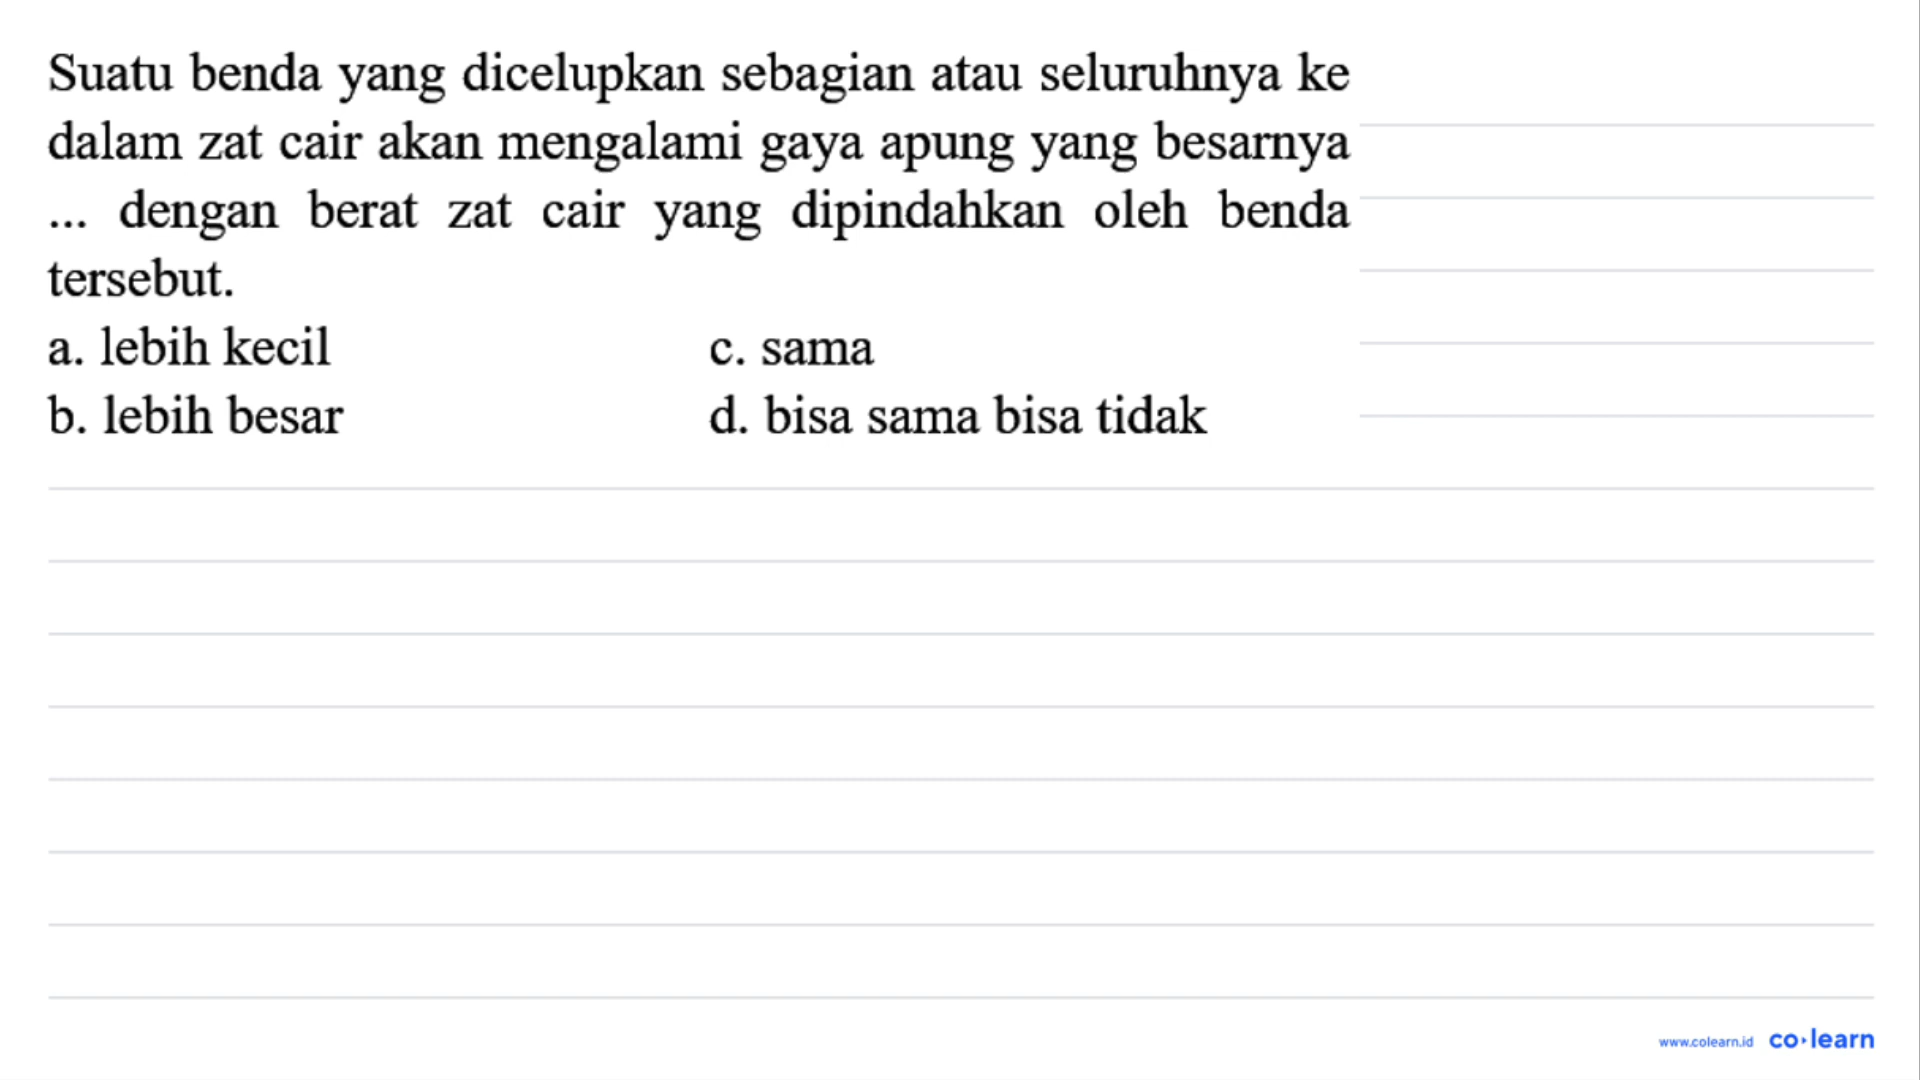 Suatu benda yang dicelupkan sebagian atau seluruhnya ke
dalam zat cair akan mengalami gaya apung yang besarnya
... dengan berat zat cair yang dipindahkan oleh benda
tersebut.
a. lebih kecil c. sama
b. lebih besar d. bisa sama bisa tidak
www.colearn.id co·learn